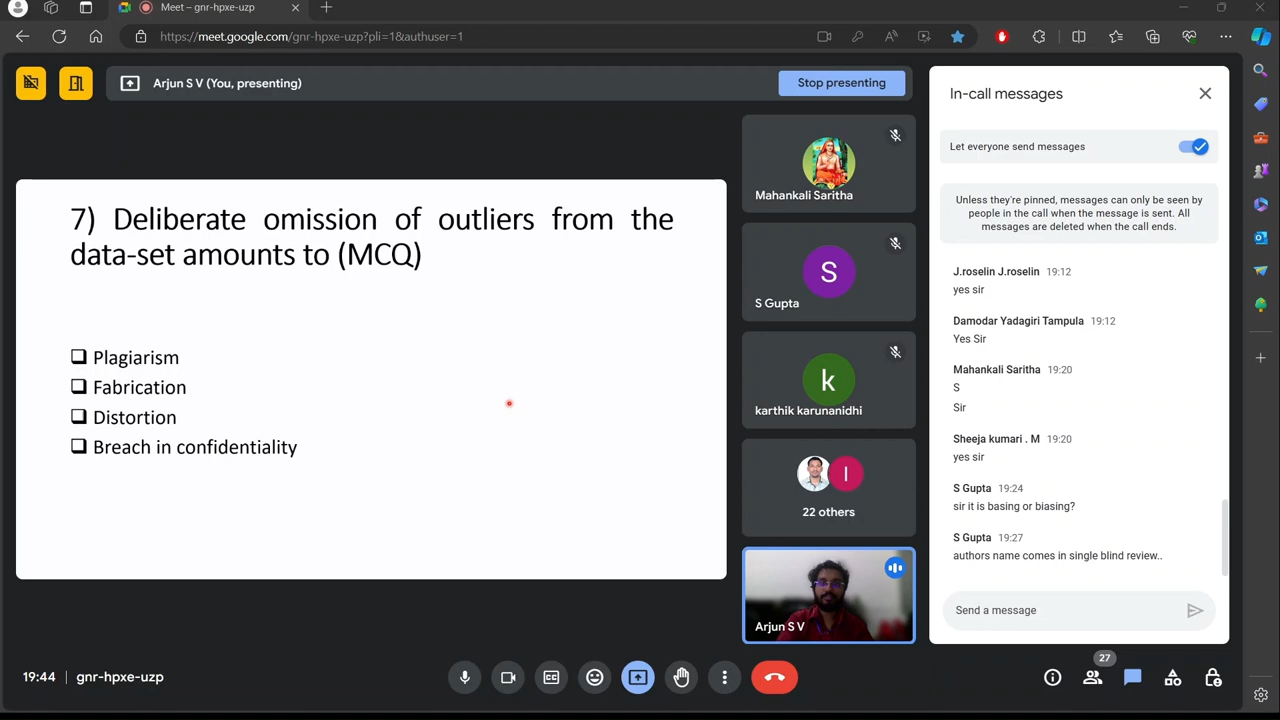 Meet – gnr-hpxe-uzp
https://meet.google.com/gnr-hpxe-uzp?pli=1&authuser=1
Arjun S V (You, presenting)
Stop presenting
7) Deliberate omission of outliers from the
data-set amounts to (MCQ)
Plagiarism
Fabrication
Distortion
Breach in confidentiality
Mahankali Saritha
S
S Gupta
k
karthik karunanidhi
I
22 others
Arjun S V
In-call messages
Let everyone send messages
Unless they're pinned, messages can only be seen by
people in the call when the message is sent. All
messages are deleted when the call ends.
J.roselin J.roselin 19:12
yes sir
Damodar Yadagiri Tampula 19:12
Yes Sir
Mahankali Saritha 19:20
S
Sir
Sheeja kumari . M 19:20
yes sir
S Gupta 19:24
sir it is basing or biasing?
S Gupta 19:27
authors name comes in single blind review..
Send a message
19:44 | gnr-hpxe-uzp
CC
27